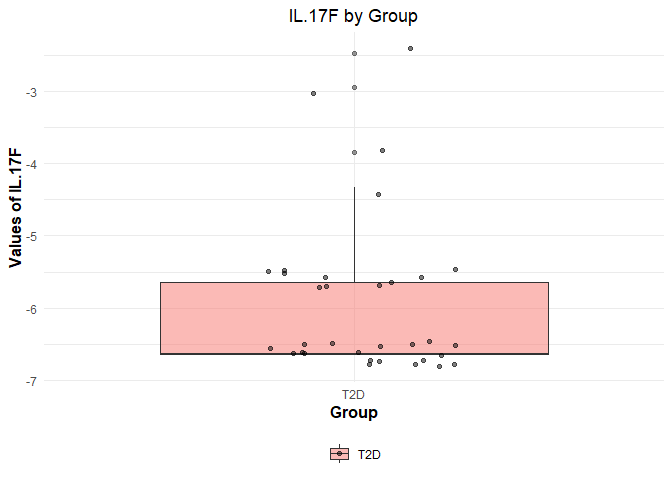 IL.17F by Group
Values of IL.17F
-3
-4
-5
-6
-7
T2D
Group
T2D